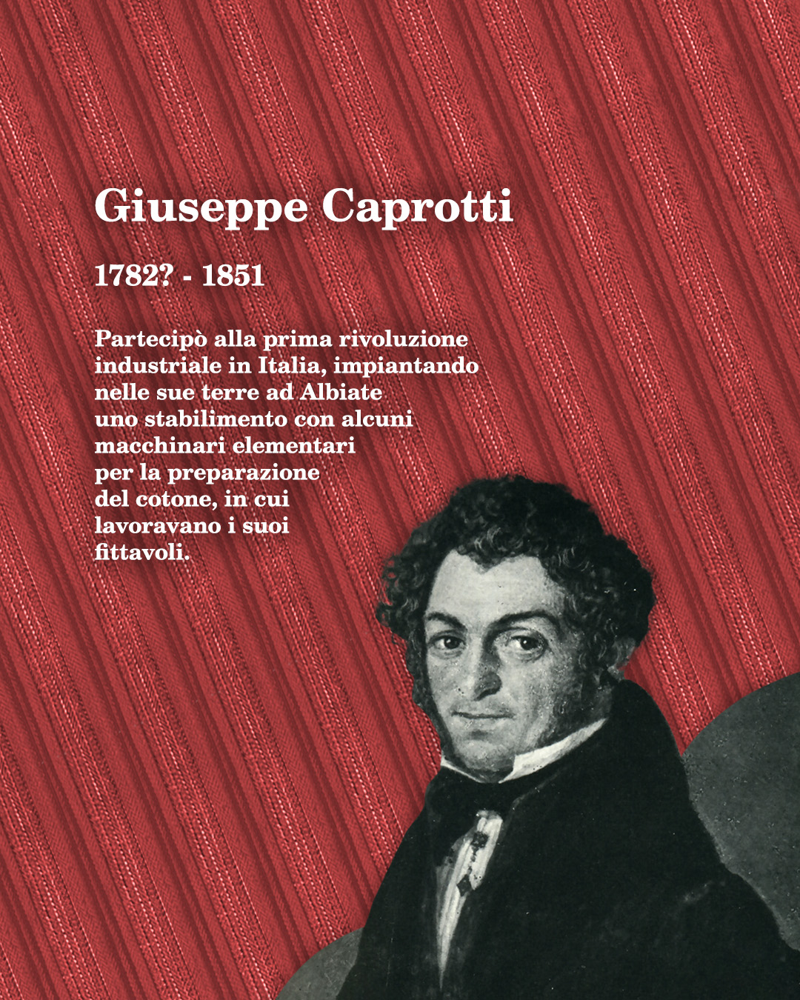 Giuseppe Caprotti
1782? - 1851
Partecipò alla prima rivoluzione
industriale in Italia, impiantando
nelle sue terre ad Albiate
uno stabilimento con alcuni
macchinari elementari
per la preparazione
del cotone, in cui
lavoravano i suoi
fittavoli.